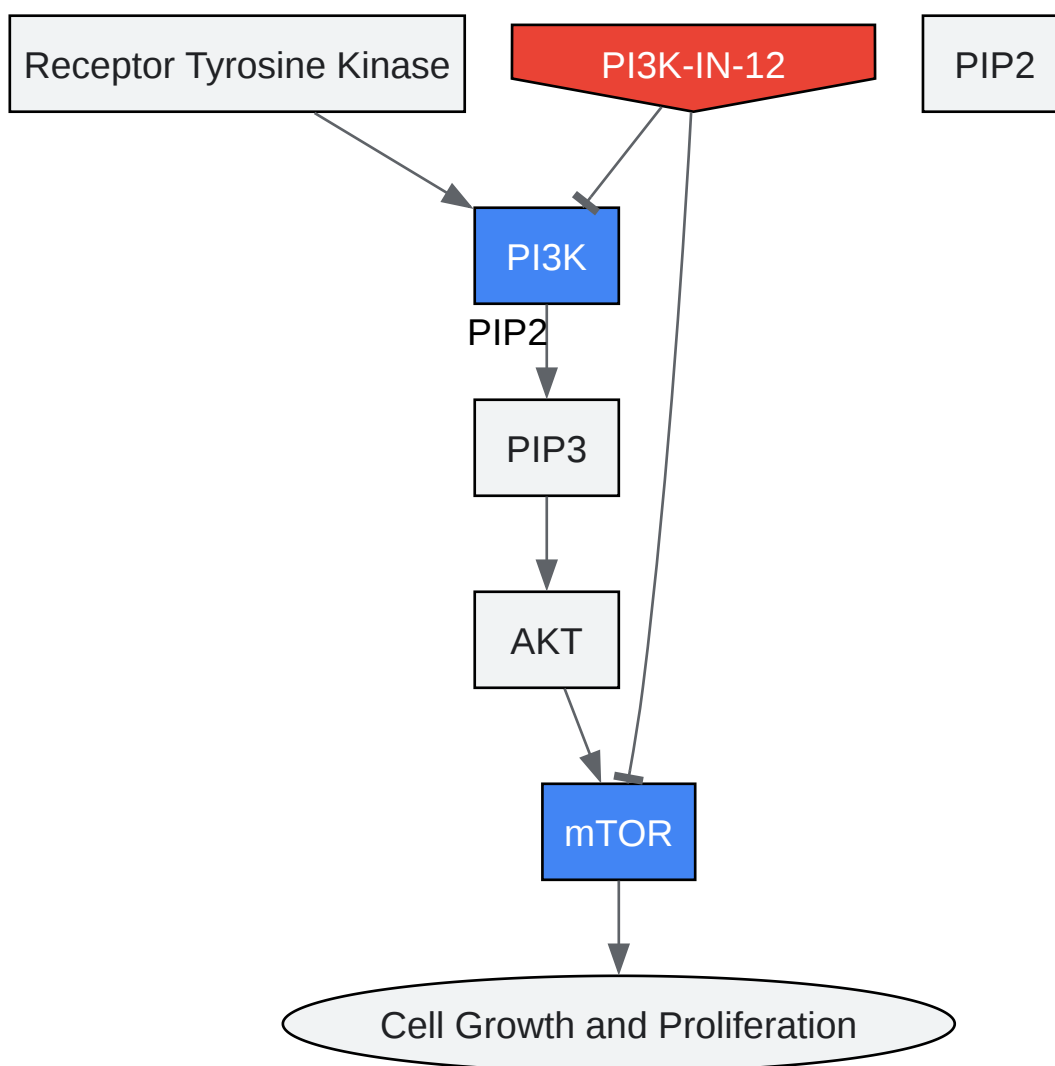 Receptor Tyrosine Kinase
PI3K-IN-12
PIP2
PI3K
PIP2
PIP3
AKT
mTOR
Cell Growth and Proliferation